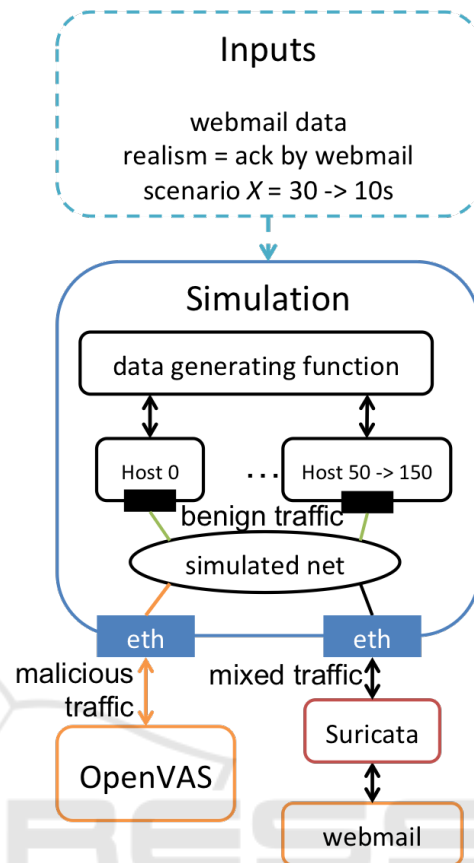 Inputs
webmail data
realism = ack by webmail
scenario X = 30 -> 10s
Simulation
data generating function
Host 0
...
Host 50 -> 150
benign traffic
simulated net
eth
eth
malicious
traffic
mixed traffic
OpenVAS
Suricata
webmail